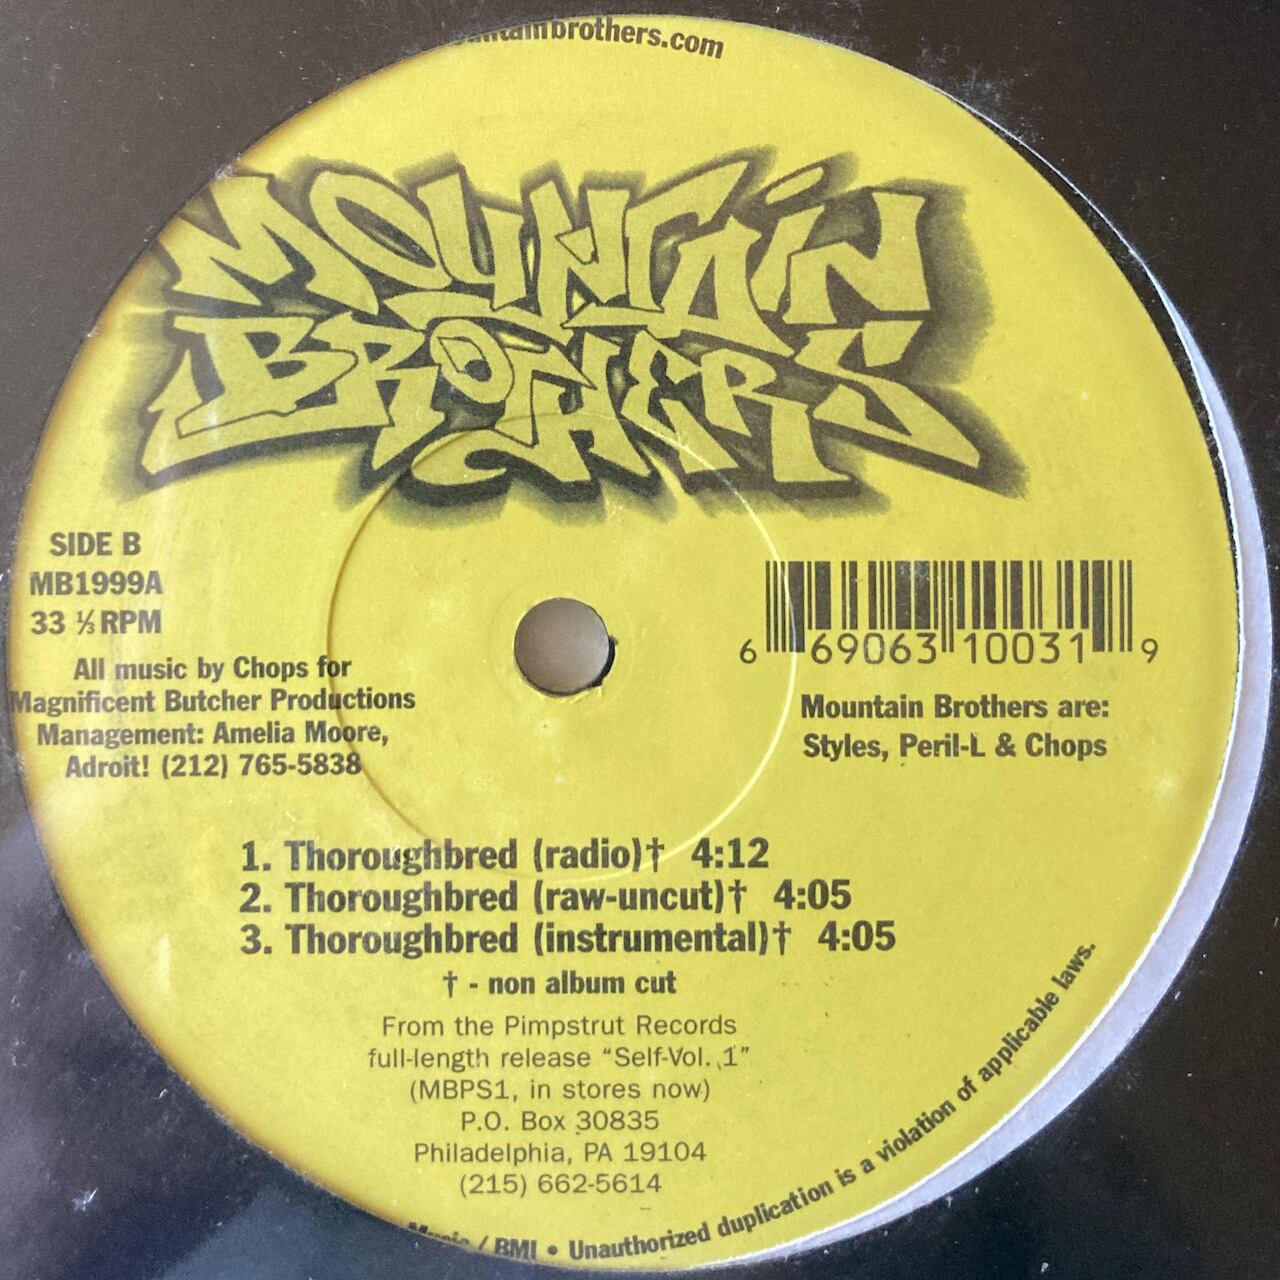 MOUNTAIN
BROTHERS
SIDE B
MB1999A
33 ⅓ RPM
All music by Chops for
Magnificent Butcher Productions
Management: Amelia Moore,
Adroit! (212) 765-5838
6 69063 10031 9
Mountain Brothers are:
Styles, Peril-L & Chops
1. Thoroughbred (radio)† 4:12
2. Thoroughbred (raw-uncut)† 4:05
3. Thoroughbred (instrumental)† 4:05
† - non album cut
From the Pimpstrut Records
full-length release “Self-Vol. 1”
(MBPS1, in stores now)
P.O. Box 30835
Philadelphia, PA 19104
(215) 662-5614
Music / BMI • Unauthorized duplication is a violation of applicable laws.